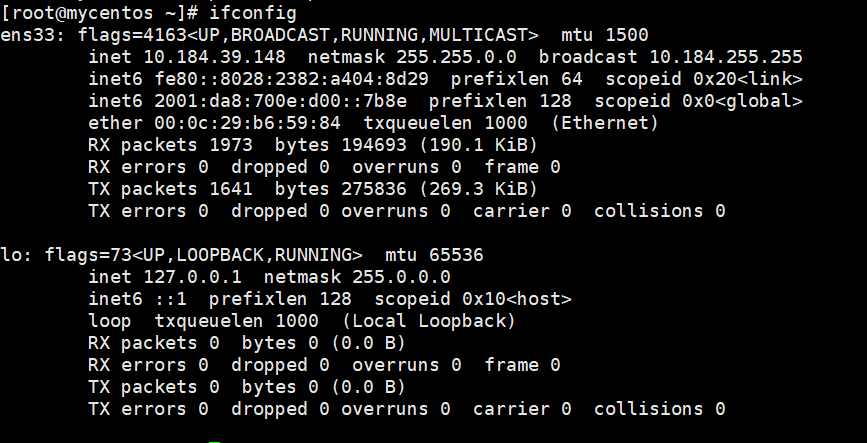 [root@mycentos ~]# ifconfig
ens33: flags=4163<UP,BROADCAST,RUNNING,MULTICAST>  mtu 1500
        inet 10.184.39.148  netmask 255.255.0.0  broadcast 10.184.255.255
        inet6 fe80::8028:2382:a404:8d29  prefixlen 64  scopeid 0x20<link>
        inet6 2001:da8:700e:d00::7b8e  prefixlen 128  scopeid 0x0<global>
        ether 00:0c:29:b6:59:84  txqueuelen 1000  (Ethernet)
        RX packets 1973  bytes 194693 (190.1 KiB)
        RX errors 0  dropped 0  overruns 0  frame 0
        TX packets 1641  bytes 275836 (269.3 KiB)
        TX errors 0  dropped 0 overruns 0  carrier 0  collisions 0

lo: flags=73<UP,LOOPBACK,RUNNING>  mtu 65536
        inet 127.0.0.1  netmask 255.0.0.0
        inet6 ::1  prefixlen 128  scopeid 0x10<host>
        loop  txqueuelen 1000  (Local Loopback)
        RX packets 0  bytes 0 (0.0 B)
        RX errors 0  dropped 0  overruns 0  frame 0
        TX packets 0  bytes 0 (0.0 B)
        TX errors 0  dropped 0 overruns 0  carrier 0  collisions 0